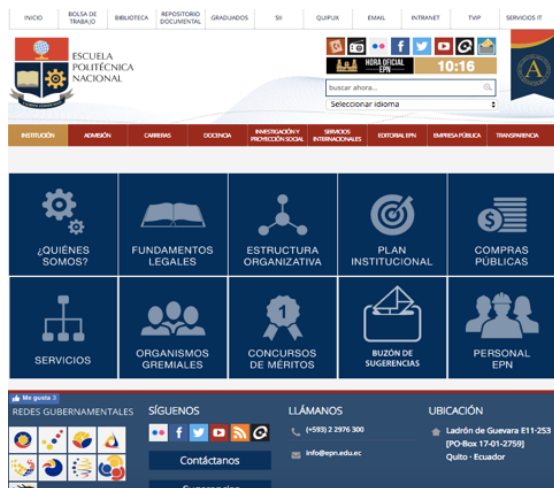 INICIO
BOLSA DE
TRABAJO
BIBLIOTECA
REPOSITORIO
DOCUMENTAL
GRADUADOS
SII
QUIPUX
EMAIL
INTRANET
TVIP
SERVICIOS IT
ESCUELA
POLITÉCNICA
NACIONAL
HORA OFICIAL
EPN
10:16
buscar ahora...
Seleccionar idioma
A
INSTITUCIÓN
ADMISIÓN
CARRERAS
DOCENCIA
INVESTIGACIÓN Y
PROYECCIÓN SOCIAL
SERVICIOS
INTERNACIONALES
EDITORIAL EPN
EMPRESA PÚBLICA
TRANSPARENCIA
¿QUIÉNES
SOMOS?
FUNDAMENTOS
LEGALES
ESTRUCTURA
ORGANIZATIVA
PLAN
INSTITUCIONAL
$
COMPRAS
PÚBLICAS
SERVICIOS
ORGANISMOS
GREMIALES
1
CONCURSOS
DE MÉRITOS
BUZÓN DE
SUGERENCIAS
PERSONAL
EPN
Me gusta 3
REDES GUBERNAMENTALES
SÍGUENOS
Contáctanos
Sugerencias
LLÁMANOS
(+593) 2 2976 300
info@epn.edu.ec
UBICACIÓN
Ladrón de Guevara E11-253
[PO-Box 17-01-2759]
Quito - Ecuador